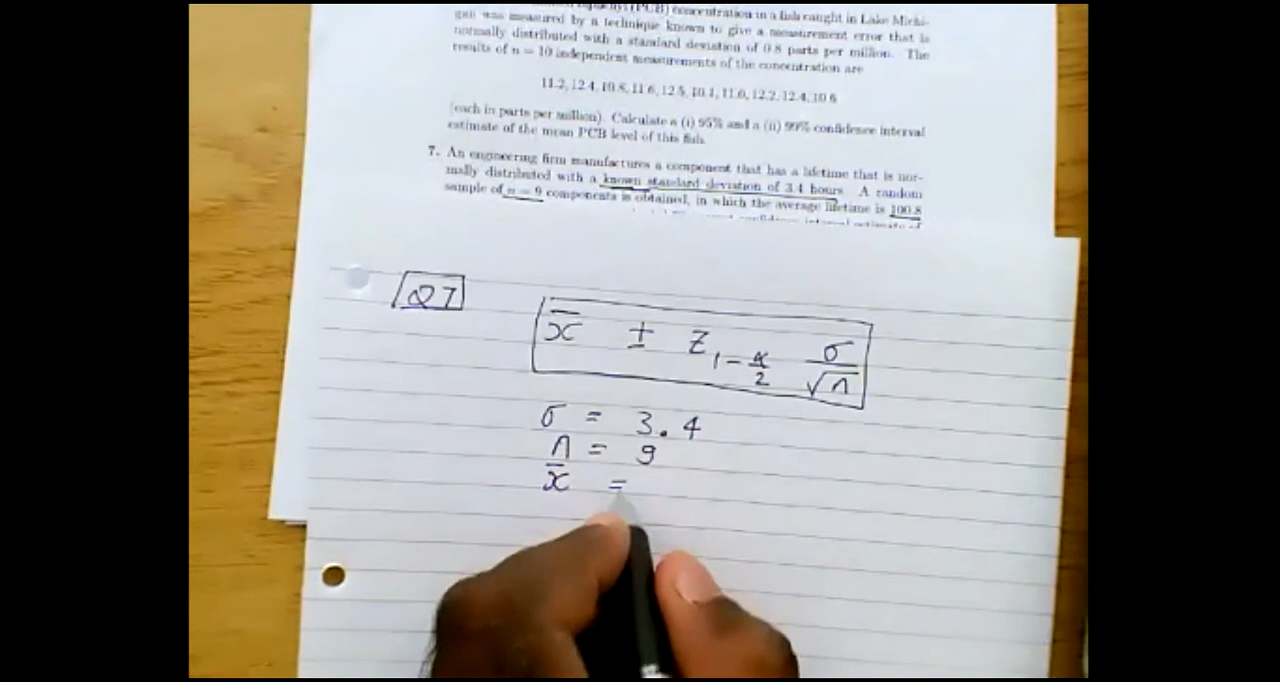 (PCB) concentration in a fish caught in Lake Michi-
gan was measured by a technique known to give a measurement error that is
normally distributed with a standard deviation of 0.8 parts per million. The
results of n = 10 independent measurements of the concentration are
11.2, 12.4, 10.8, 11.6, 12.5, 10.1, 11.0, 12.2, 12.4, 10.6
(each in parts per million). Calculate a (i) 95% and a (ii) 99% confidence interval
estimate of the mean PCB level of this fish.
7. An engineering firm manufactures a component that has a lifetime that is nor-
mally distributed with a known standard deviation of 3.4 hours. A random
sample of n = 9 components is obtained, in which the average lifetime is 100.8
confidence interval estimate of
Q7
x̄ ± z₁₋α/₂ σ/√n
σ = 3.4
n = 9
x̄ =